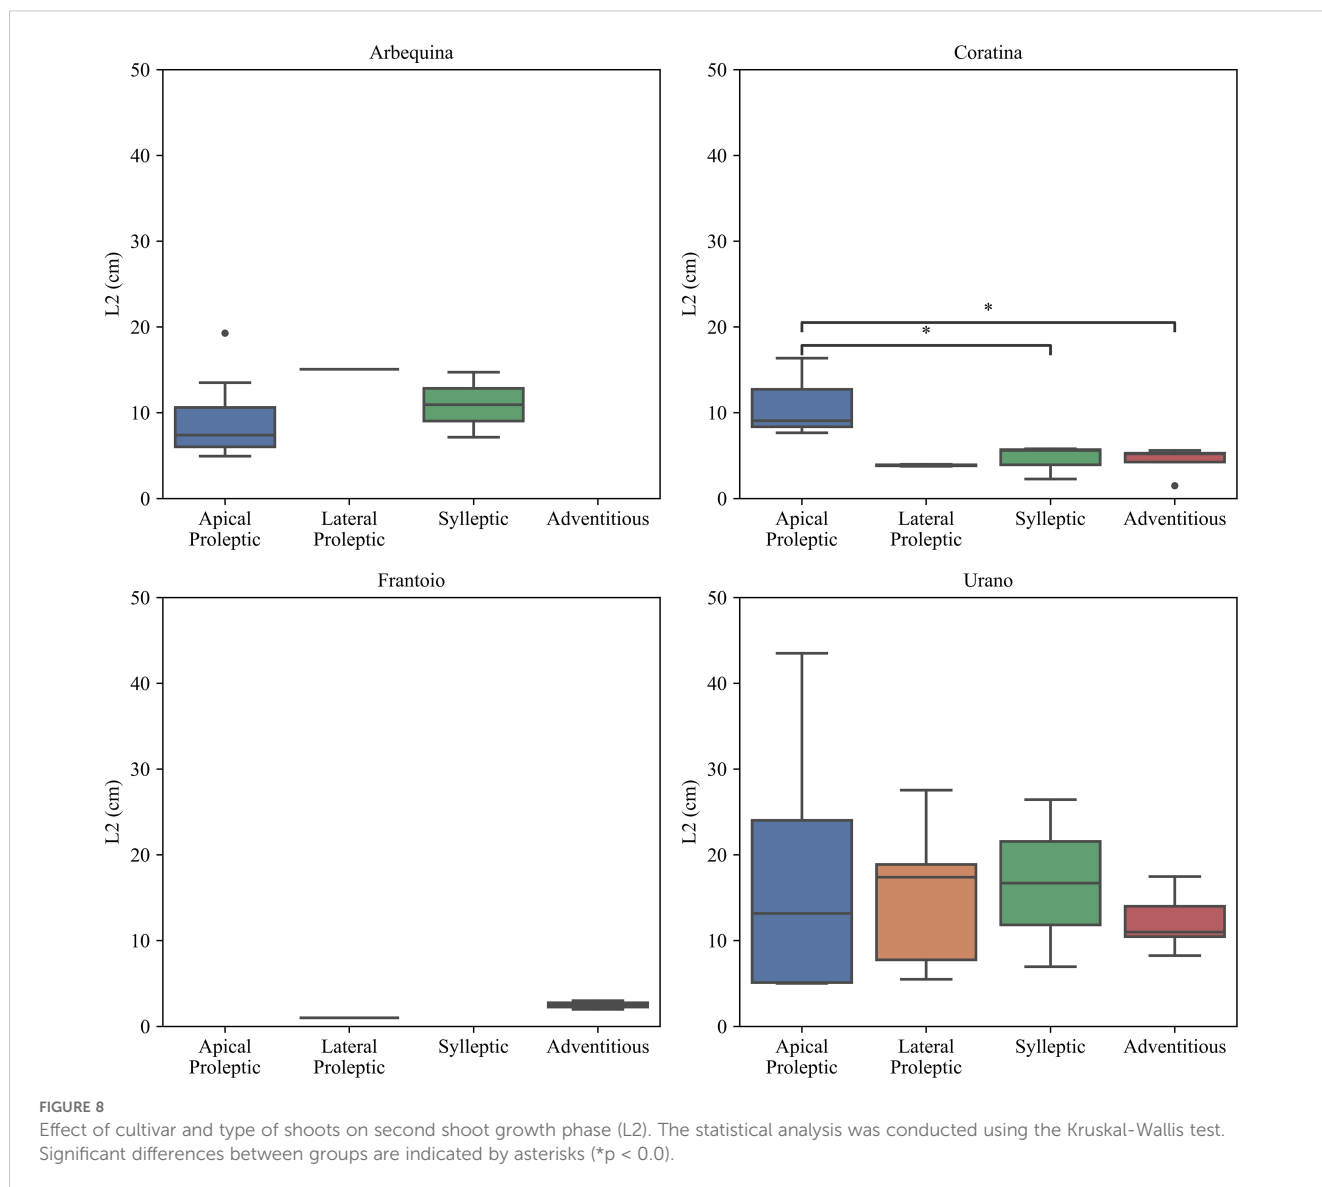 Arbequina
50
40
30
20
10
0
L2 (cm)
Apical
Proleptic
Lateral
Proleptic
Sylleptic
Adventitious
Coratina
50
40
30
20
10
0
L2 (cm)
*
*
Apical
Proleptic
Lateral
Proleptic
Sylleptic
Adventitious
Frantoio
50
40
30
20
10
0
L2 (cm)
Apical
Proleptic
Lateral
Proleptic
Sylleptic
Adventitious
Urano
50
40
30
20
10
0
L2 (cm)
Apical
Proleptic
Lateral
Proleptic
Sylleptic
Adventitious
FIGURE 8
Effect of cultivar and type of shoots on second shoot growth phase (L2). The statistical analysis was conducted using the Kruskal-Wallis test.
Significant differences between groups are indicated by asterisks (*p < 0.0).